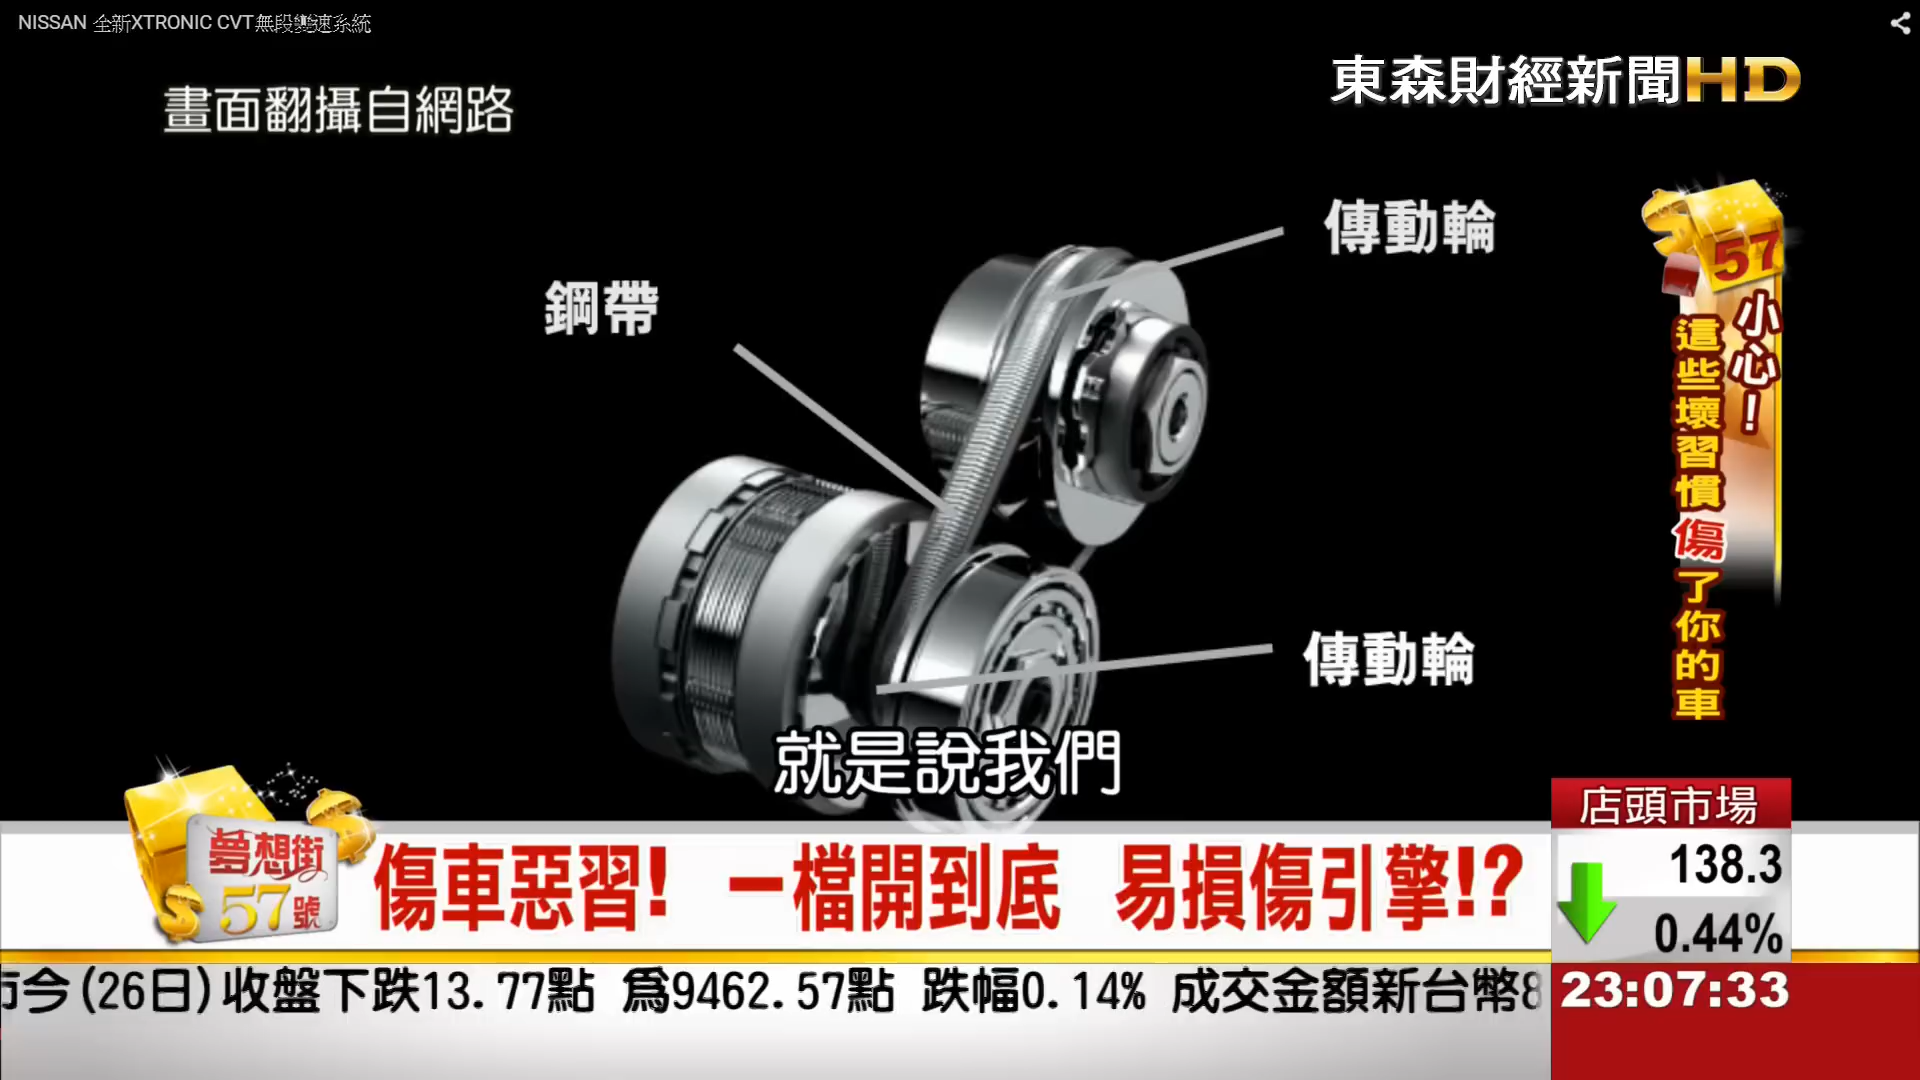 NISSAN 全新XTRONIC CVT無段變速系統
畫面翻攝自網路
東森財經新聞HD
傳動輪
鋼帶
傳動輪
57
小心!
這些壞習慣傷了你的車
就是說我們
夢想街
57號
傷車惡習! 一檔開到底 易損傷引擎!?
店頭市場
138.3
0.44%
市今(26日)收盤下跌13.77點 為9462.57點 跌幅0.14% 成交金額新台幣8
23:07:33